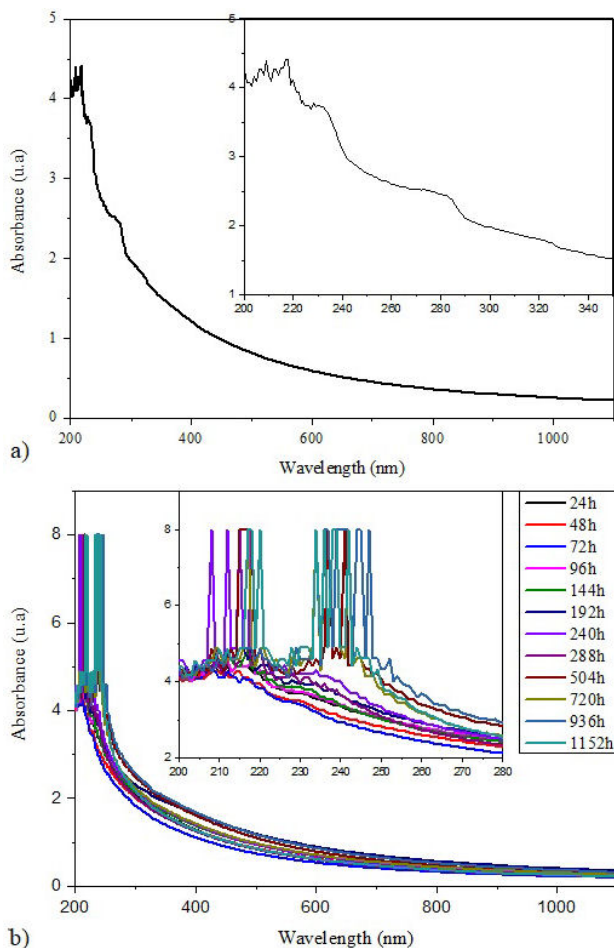 5
4
3
2
1
0
200
400
600
800
1000
Absorbance (u.a)
Wavelength (nm)
5
4
3
2
1
200
220
240
260
280
300
320
340
a)
8
6
4
2
0
200
400
600
800
1000
Absorbance (u.a)
Wavelength (nm)
8
6
4
2
200
210
220
230
240
250
260
270
280
24h
48h
72h
96h
144h
192h
240h
288h
504h
720h
936h
1152h
b)